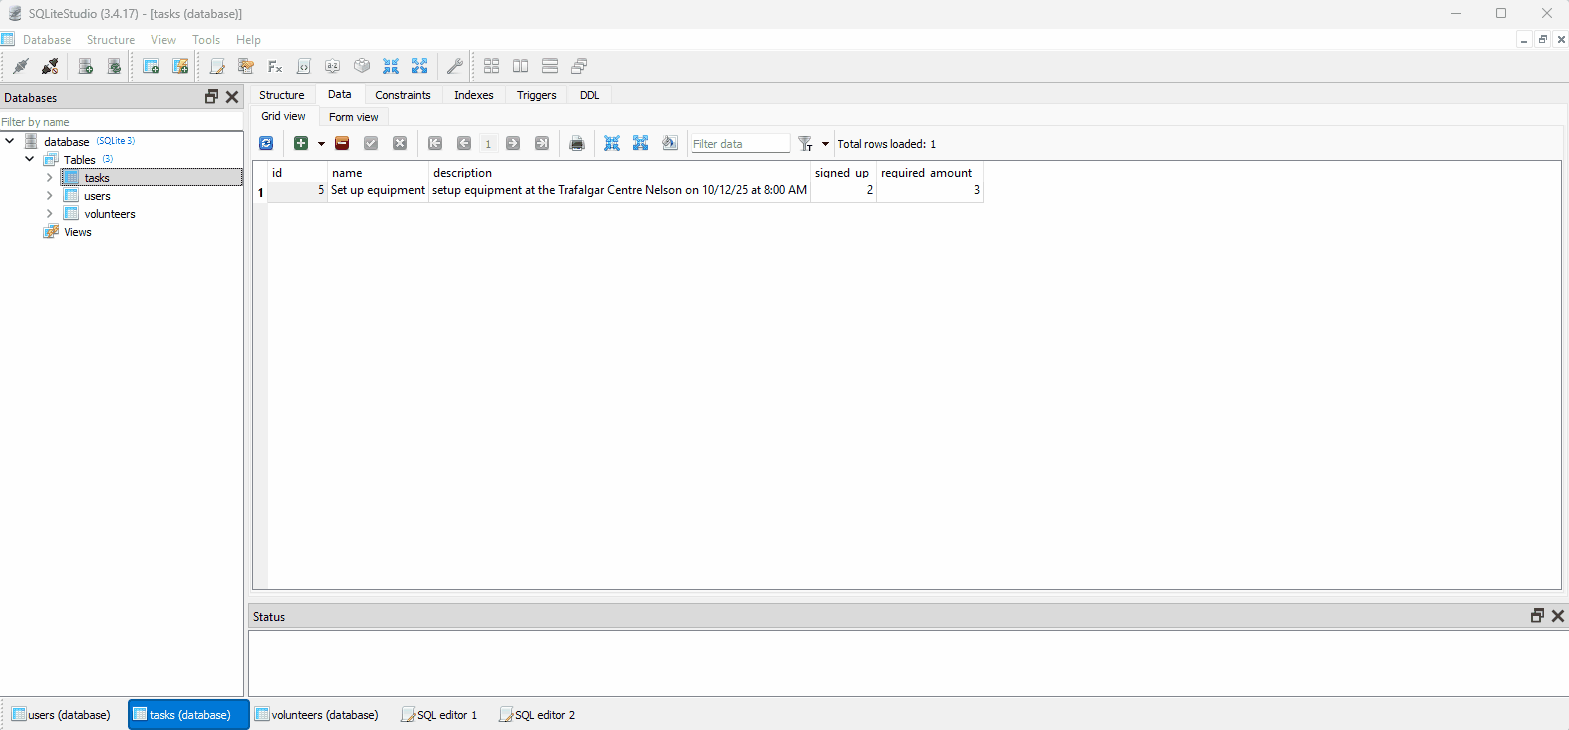 SQLiteStudio (3.4.17) - [tasks (database)]
Database Structure View Tools Help
Databases
Filter by name
database (SQLite 3)
Tables (3)
tasks
users
volunteers
Views
Structure Data Constraints Indexes Triggers DDL
Grid view Form view
1 Filter data Total rows loaded: 1
id name description signed_up required_amount
1 5 Set up equipment setup equipment at the Trafalgar Centre Nelson on 10/12/25 at 8:00 AM 2 3
Status
users (database) tasks (database) volunteers (database) SQL editor 1 SQL editor 2